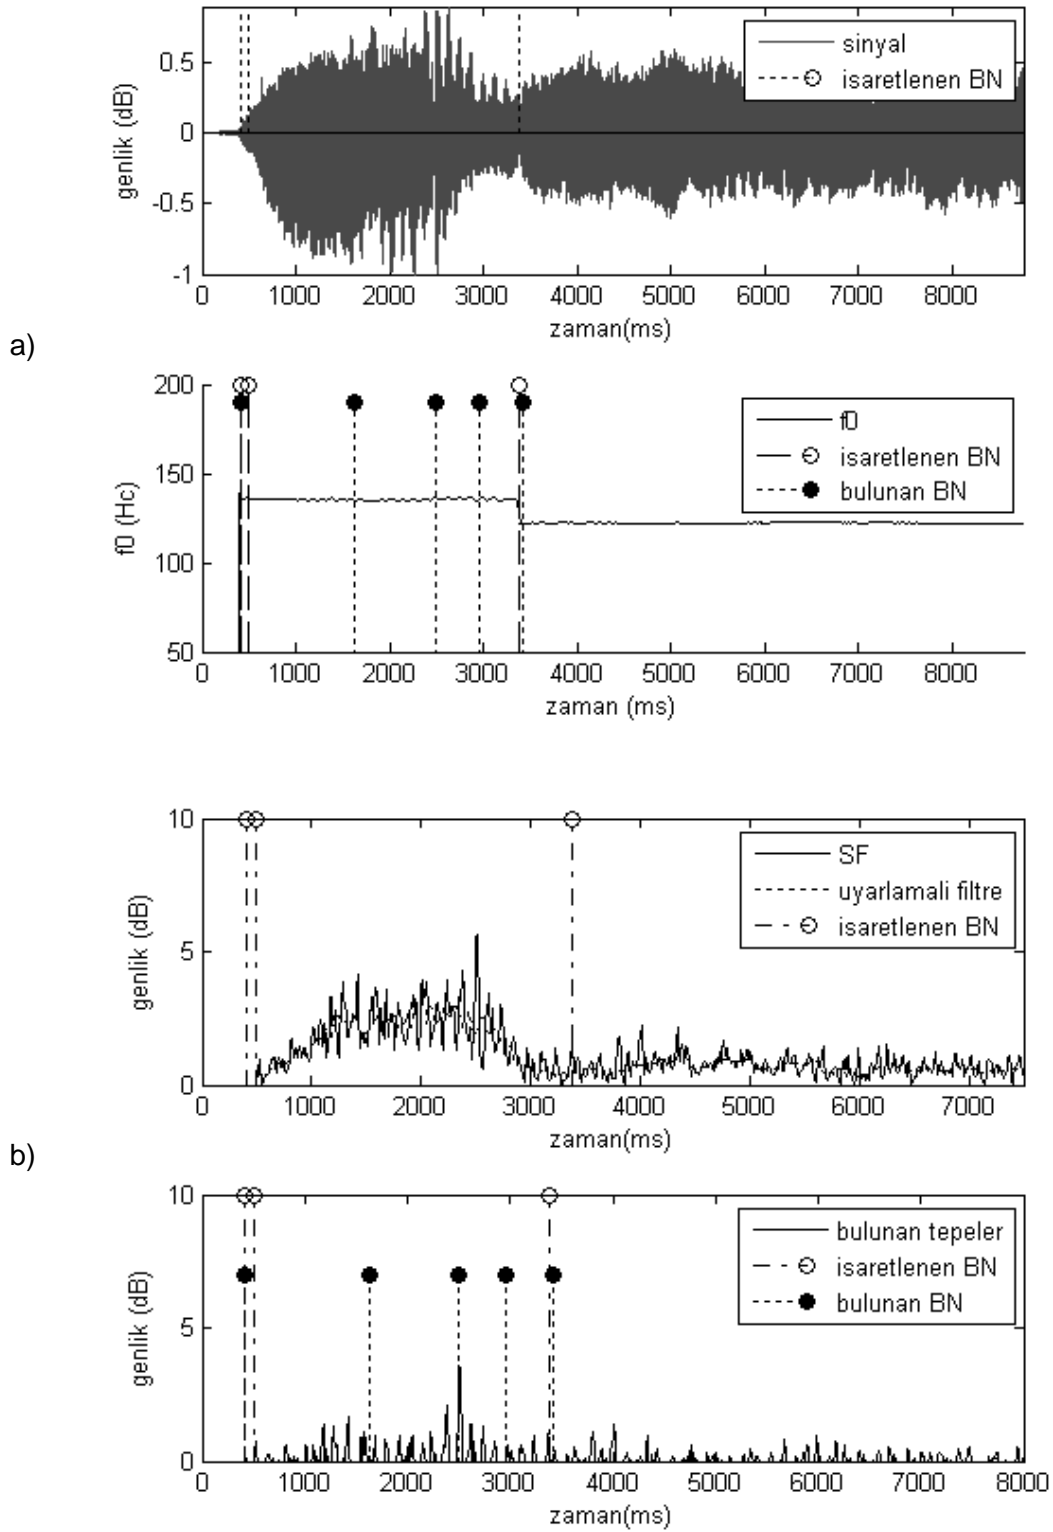 0.5
0
-0.5
-1
genlik (dB)
sinyal
isaretlenen BN
0 1000 2000 3000 4000 5000 6000 7000 8000
zaman(ms)
a)
200
150
100
50
f0 (Hc)
f0
isaretlenen BN
bulunan BN
0 1000 2000 3000 4000 5000 6000 7000 8000
zaman (ms)
10
5
0
genlik (dB)
SF
uyarlamali filtre
isaretlenen BN
0 1000 2000 3000 4000 5000 6000 7000
zaman(ms)
b)
10
5
0
genlik (dB)
bulunan tepeler
isaretlenen BN
bulunan BN
0 1000 2000 3000 4000 5000 6000 7000 8000
zaman(ms)